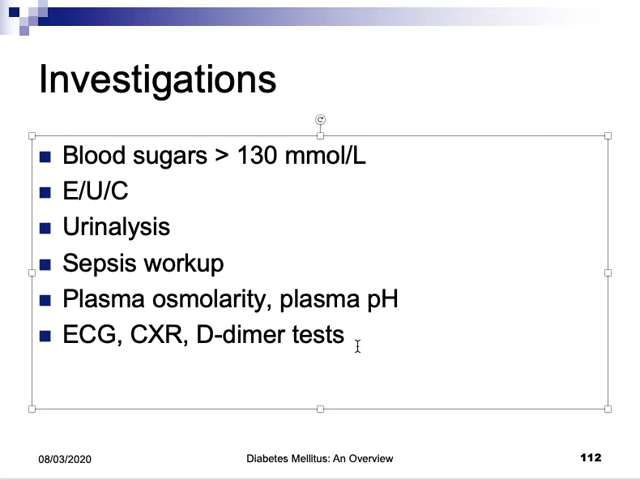 Investigations
Blood sugars > 130 mmol/L
E/U/C
Urinalysis
Sepsis workup
Plasma osmolarity, plasma pH
ECG, CXR, D-dimer tests
08/03/2020
Diabetes Mellitus: An Overview
112